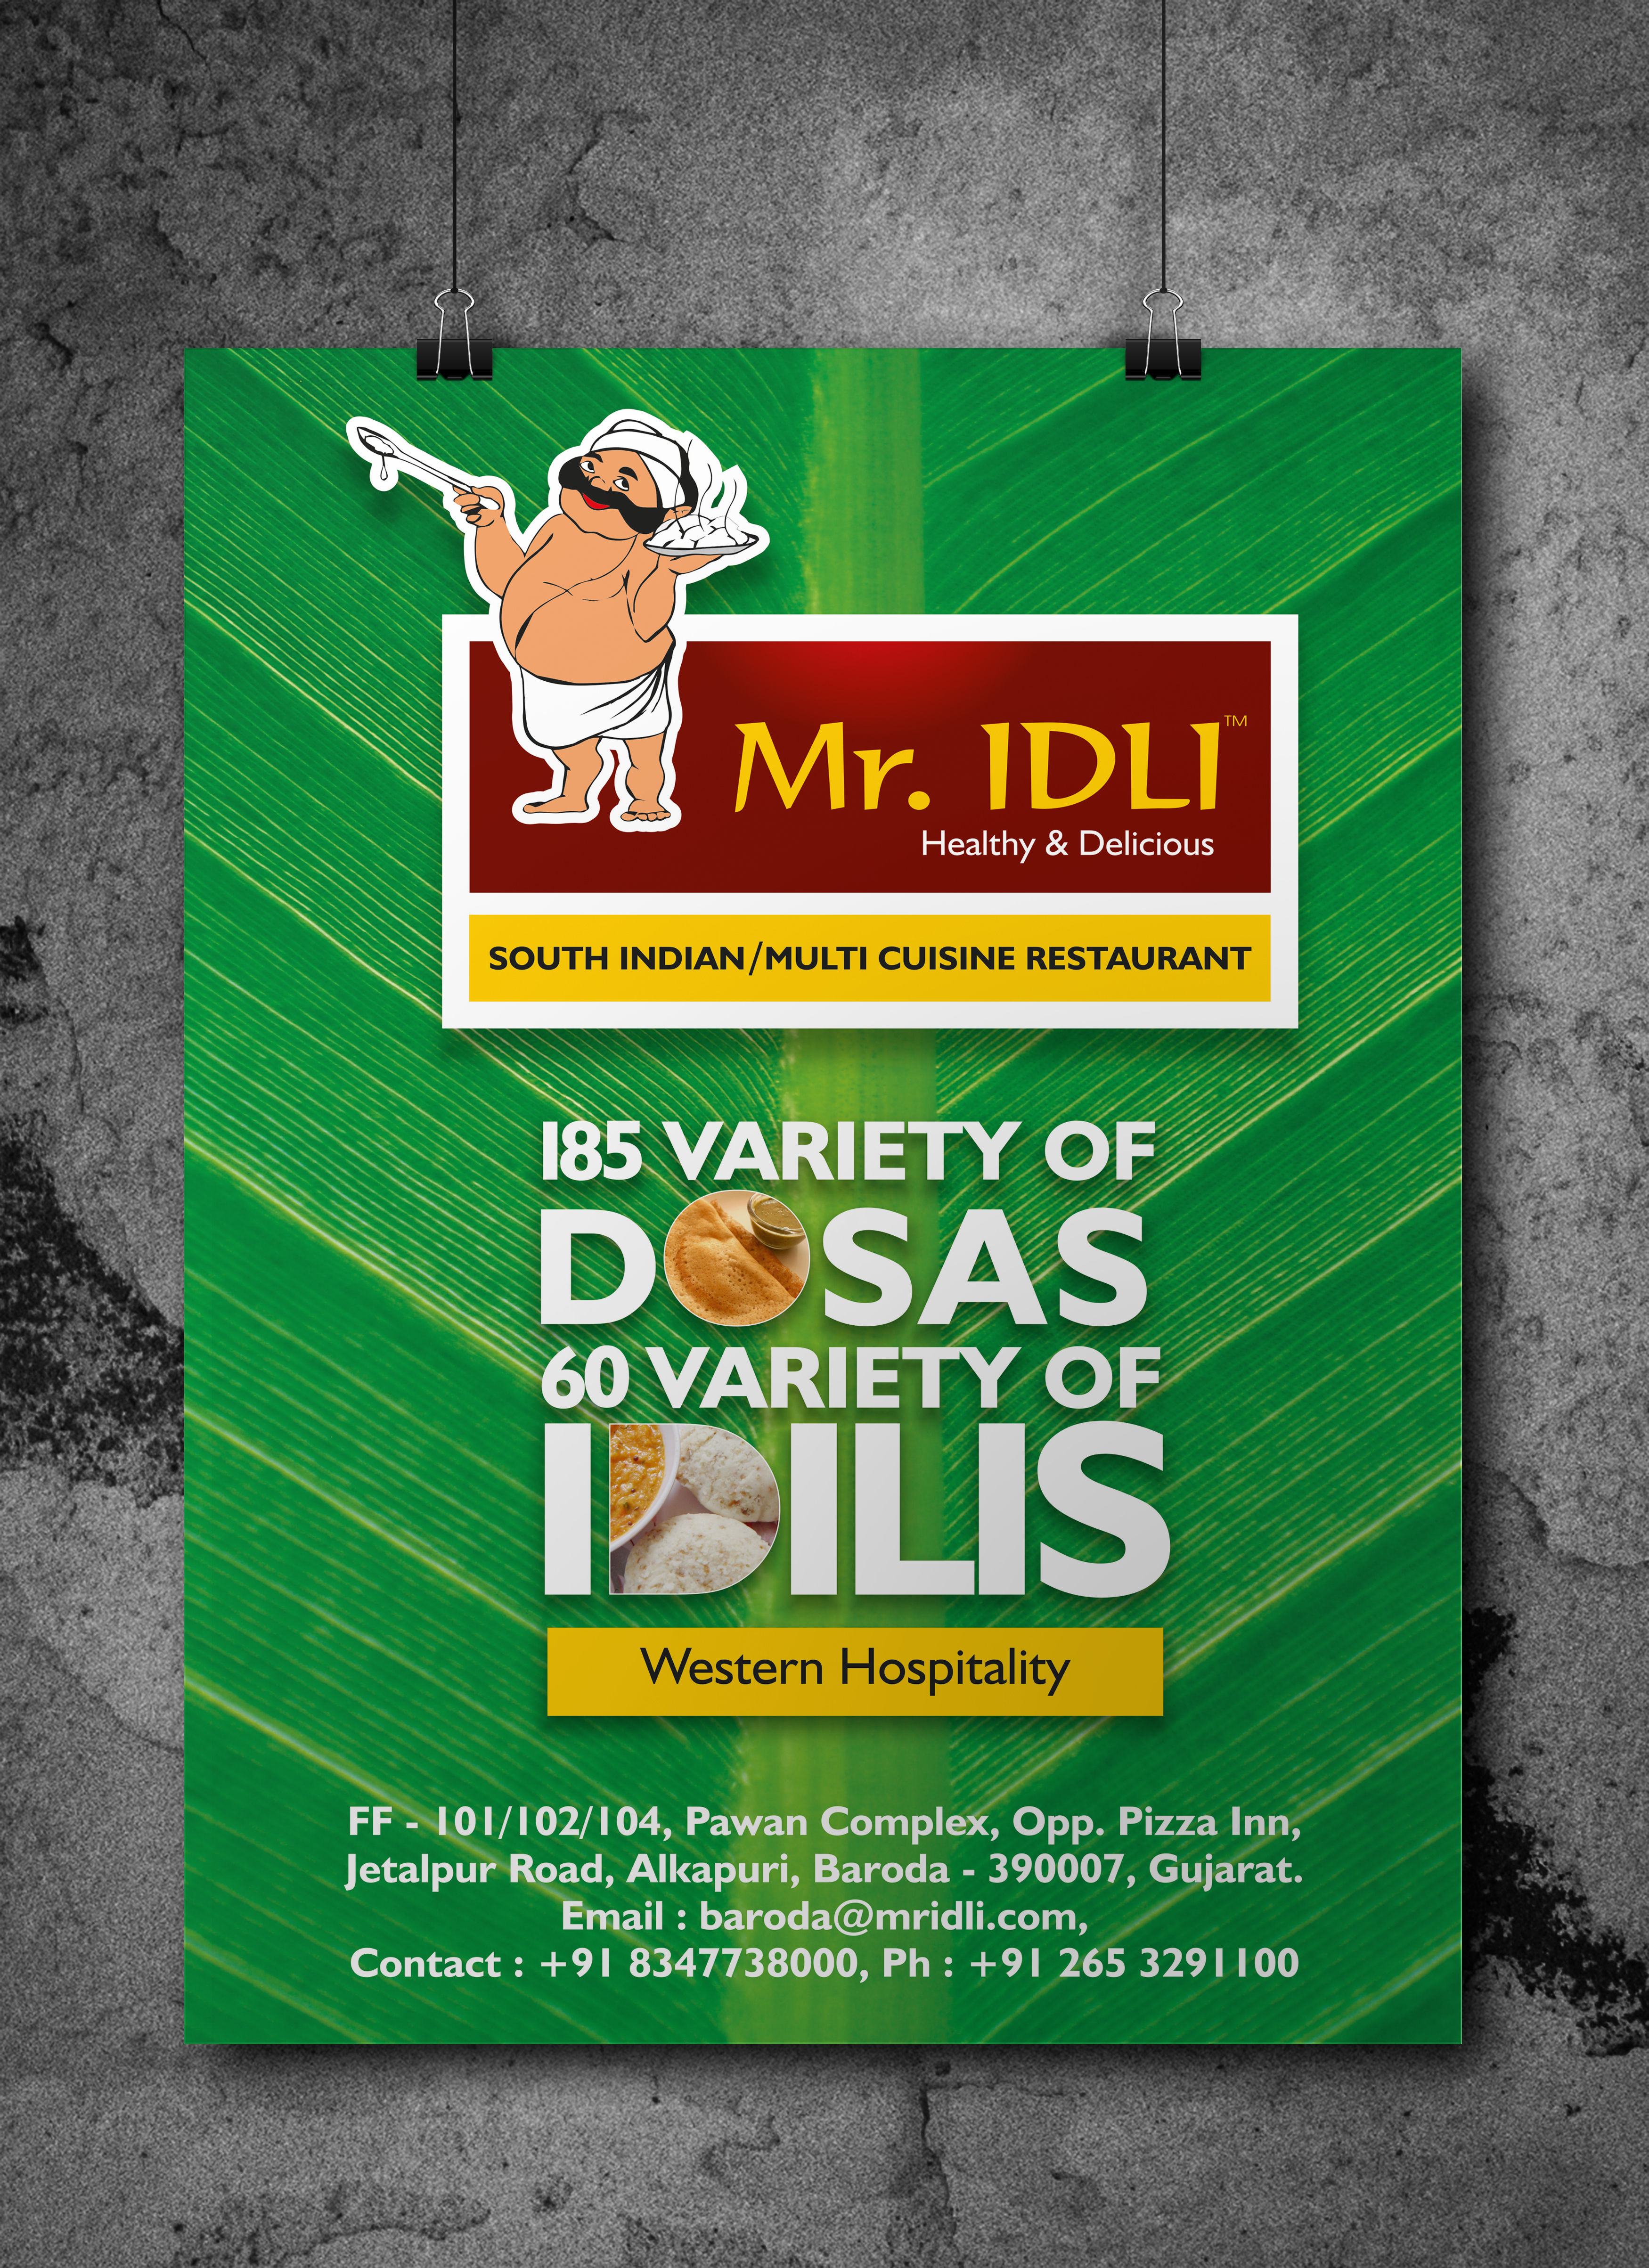 Mr. IDLI™
Healthy & Delicious
SOUTH INDIAN/MULTI CUISINE RESTAURANT
185 VARIETY OF
DOSAS
60 VARIETY OF
IDILIS
Western Hospitality
FF - 101/102/104, Pawan Complex, Opp. Pizza Inn,
Jetalpur Road, Alkapuri, Baroda - 390007, Gujarat.
Email : baroda@mridli.com,
Contact : +91 8347738000, Ph : +91 265 3291100